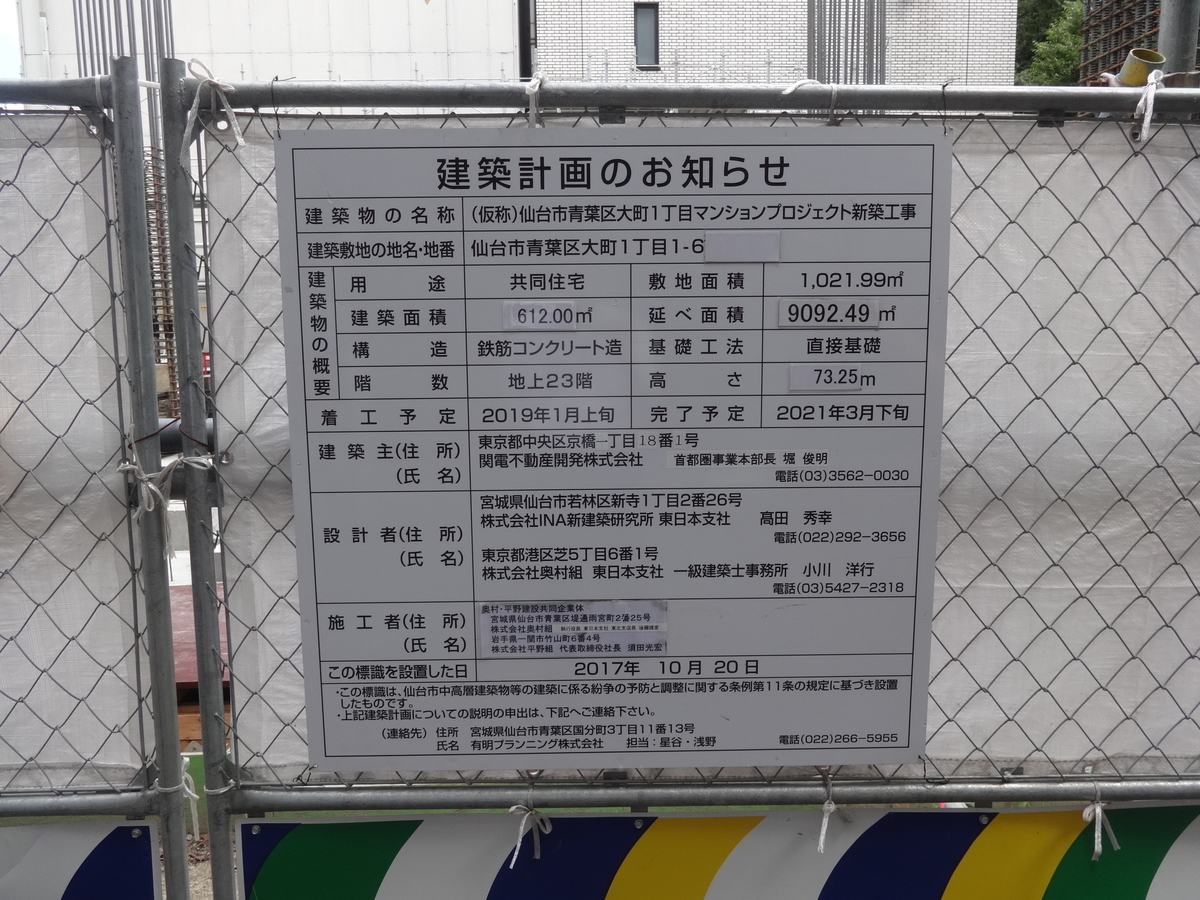 建築計画のお知らせ
建築物の名称 (仮称)仙台市青葉区大町1丁目マンションプロジェクト新築工事
建築敷地の地名・地番 仙台市青葉区大町1丁目1-6
建築物の概要
用途 共同住宅 敷地面積 1,021.99㎡
建築面積 612.00㎡ 延べ面積 9092.49㎡
構造 鉄筋コンクリート造 基礎工法 直接基礎
階数 地上23階 高さ 73.25m
着工予定 2019年1月上旬 完了予定 2021年3月下旬
建築主(住所) 東京都中央区京橋一丁目18番1号
関電不動産開発株式会社 首都圏事業本部長 堀 俊明
(氏名) 電話(03)3562-0030
宮城県仙台市若林区新寺1丁目2番26号
株式会社INA新建築研究所 東日本支社 高田 秀幸
設計者(住所) 電話(022)292-3656
(氏名) 東京都港区芝5丁目6番1号
株式会社奥村組 東日本支社 一級建築士事務所 小川 洋行
電話(03)5427-2318
奥村・平野建設共同企業体
施工者(住所) 宮城県仙台市青葉区堤通雨宮町2番25号
株式会社奥村組
(氏名) 岩手県一関市竹山町6番4号
株式会社平野組 代表取締役社長 須田光宏
この標識を設置した日 2017年 10月 20日
・この標識は、仙台市中高層建築物等の建築に係る紛争の予防と調整に関する条例第11条の規定に基づき設置
したものです。
・上記建築計画についての説明の申出は、下記へご連絡下さい。
(連絡先) 住所 宮城県仙台市青葉区国分町3丁目11番13号
氏名 有明プランニング株式会社 担当:星谷・浅野 電話(022)266-5955